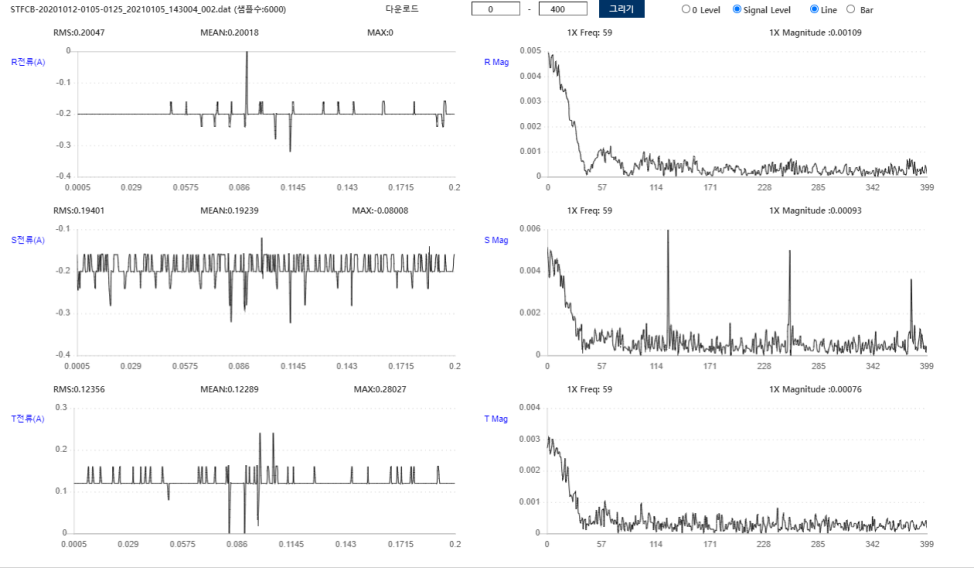 STFCB-20201012-0105-0125_20210105_143004_002.dat (샘플수:6000) 다운로드 0 - 400 그리기 0 Level Signal Level Line Bar
RMS:0.20047 MEAN:0.20018 MAX:0 1X Freq: 59 1X Magnitude :0.00109
R전류(A)
0
-0.1
-0.2
-0.3
-0.4
0.0005 0.029 0.0575 0.086 0.1145 0.143 0.1715 0.2
R Mag
0.005
0.004
0.003
0.002
0.001
0
0 57 114 171 228 285 342 399
RMS:0.19401 MEAN:0.19239 MAX:-0.08008 1X Freq: 59 1X Magnitude :0.00093
S전류(A)
-0.1
-0.2
-0.3
-0.4
0.0005 0.029 0.0575 0.086 0.1145 0.143 0.1715 0.2
S Mag
0.006
0.004
0.002
0
0 57 114 171 228 285 342 399
RMS:0.12356 MEAN:0.12289 MAX:0.28027 1X Freq: 59 1X Magnitude :0.00076
T전류(A)
0.3
0.2
0.1
0
0.0005 0.029 0.0575 0.086 0.1145 0.143 0.1715 0.2
T Mag
0.004
0.003
0.002
0.001
0
0 57 114 171 228 285 342 399